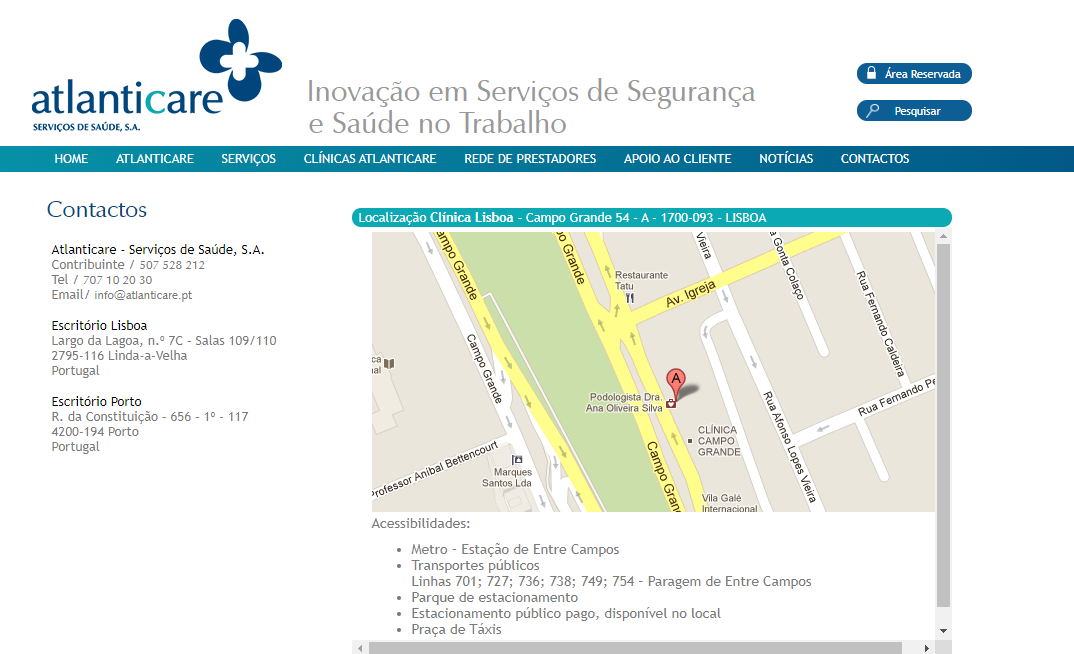 atlanticare
SERVIÇOS DE SAÚDE, S.A.
Inovação em Serviços de Segurança
e Saúde no Trabalho
Área Reservada
Pesquisar
HOME ATLANTICARE SERVIÇOS CLÍNICAS ATLANTICARE REDE DE PRESTADORES APOIO AO CLIENTE NOTÍCIAS CONTACTOS
Contactos
Atlanticare - Serviços de Saúde, S.A.
Contribuinte / 507 528 212
Tel / 707 10 20 30
Email/ info@atlanticare.pt
Escritório Lisboa
Largo da Lagoa, n.º 7C - Salas 109/110
2795-116 Linda-a-Velha
Portugal
Escritório Porto
R. da Constituição - 656 - 1º - 117
4200-194 Porto
Portugal
Localização Clínica Lisboa - Campo Grande 54 - A - 1700-093 - LISBOA
ampo Grande
po Grande
Vieira
a Gonta Colaço
Restaurante
Tatu
Av. Igreja
Rua Fernando Caldeira
Campo Grande
ca
al
A
Podologista Dra.
Ana Oliveira Silva
Rua Fernando Pe
Rua Afonso Lopes Vieira
CLÍNICA
CAMPO
GRANDE
Campo Gran
Professor Aníbal Bettencourt
Marques
Santos Lda
Vila Galé
Internacional
Acessibilidades:
• Metro - Estação de Entre Campos
• Transportes públicos
Linhas 701; 727; 736; 738; 749; 754 - Paragem de Entre Campos
• Parque de estacionamento
• Estacionamento público pago, disponível no local
• Praça de Táxis